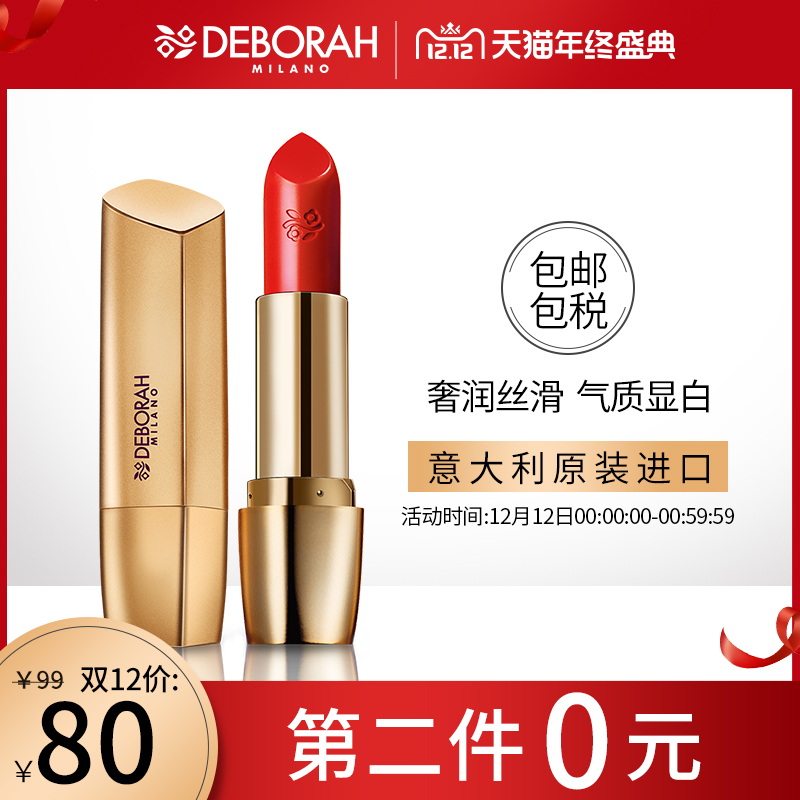 DEBORAH
MILANO
12.12
天猫年终盛典
包邮
包税
奢润丝滑 气质显白
意大利原装进口
活动时间:12月12日00:00:00-00:59:59
DEBORAH
MILANO
￥99 双12价:
￥80
第二件0元